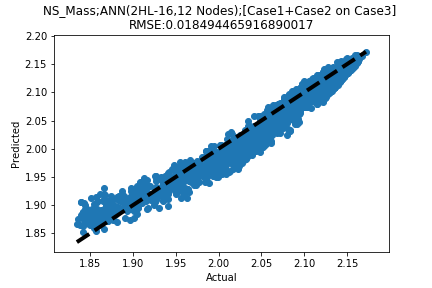 NS_Mass;ANN(2HL-16,12 Nodes);[Case1+Case2 on Case3]
RMSE:0.018494465916890017
2.20
2.15
2.10
2.05
2.00
1.95
1.90
1.85
Predicted
1.85 1.90 1.95 2.00 2.05 2.10 2.15
Actual